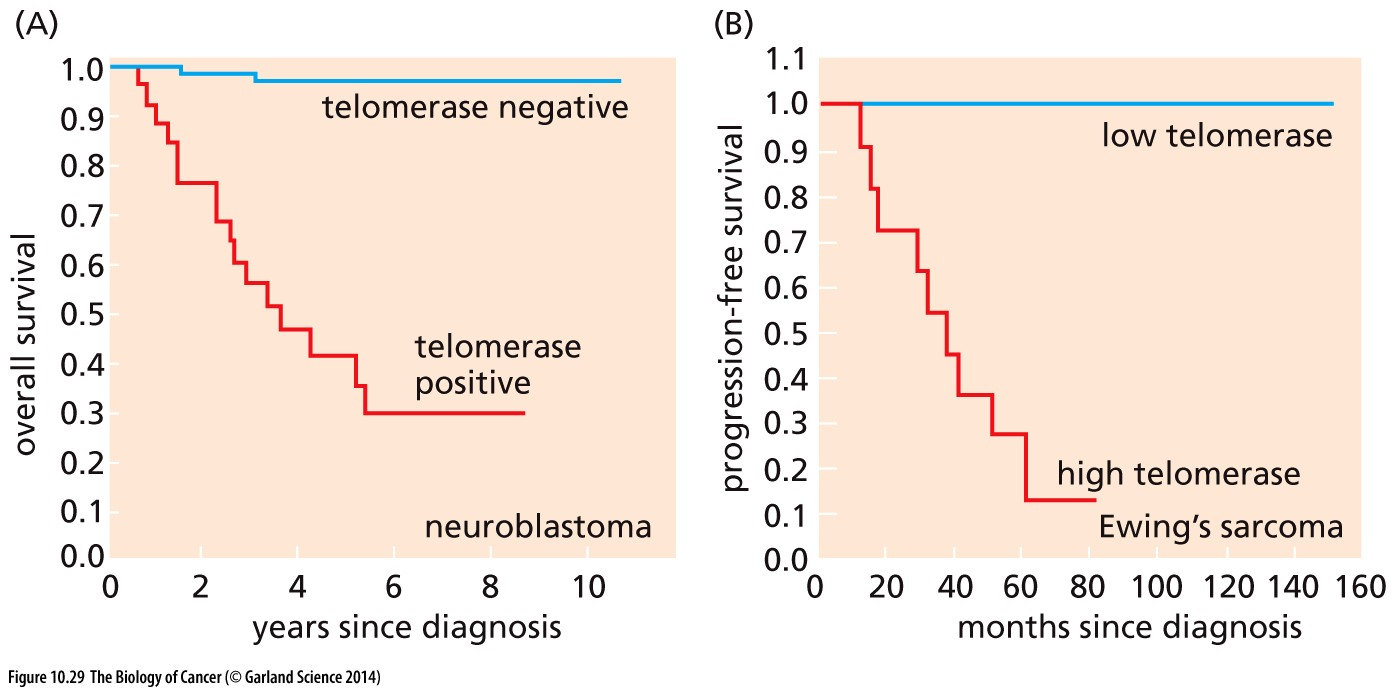 (A)
1.0
0.9
0.8
0.7
0.6
0.5
0.4
0.3
0.2
0.1
0.0
overall survival
telomerase negative
telomerase
positive
neuroblastoma
0 2 4 6 8 10
years since diagnosis
(B)
1.1
1.0
0.9
0.8
0.7
0.6
0.5
0.4
0.3
0.2
0.1
0.0
progression-free survival
low telomerase
high telomerase
Ewing’s sarcoma
0 20 40 60 80 100 120 140 160
months since diagnosis
Figure 10.29 The Biology of Cancer (© Garland Science 2014)